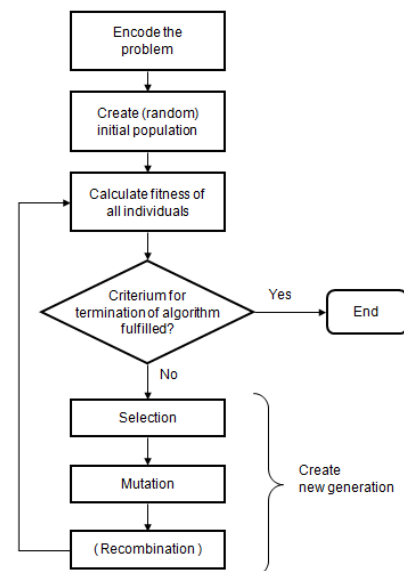 Encode the
problem
Create (random)
initial population
Calculate fitness of
all individuals
Criterium for
termination of algorithm
fulfilled?
Yes
End
No
Selection
Mutation
( Recombination )
Create
new generation